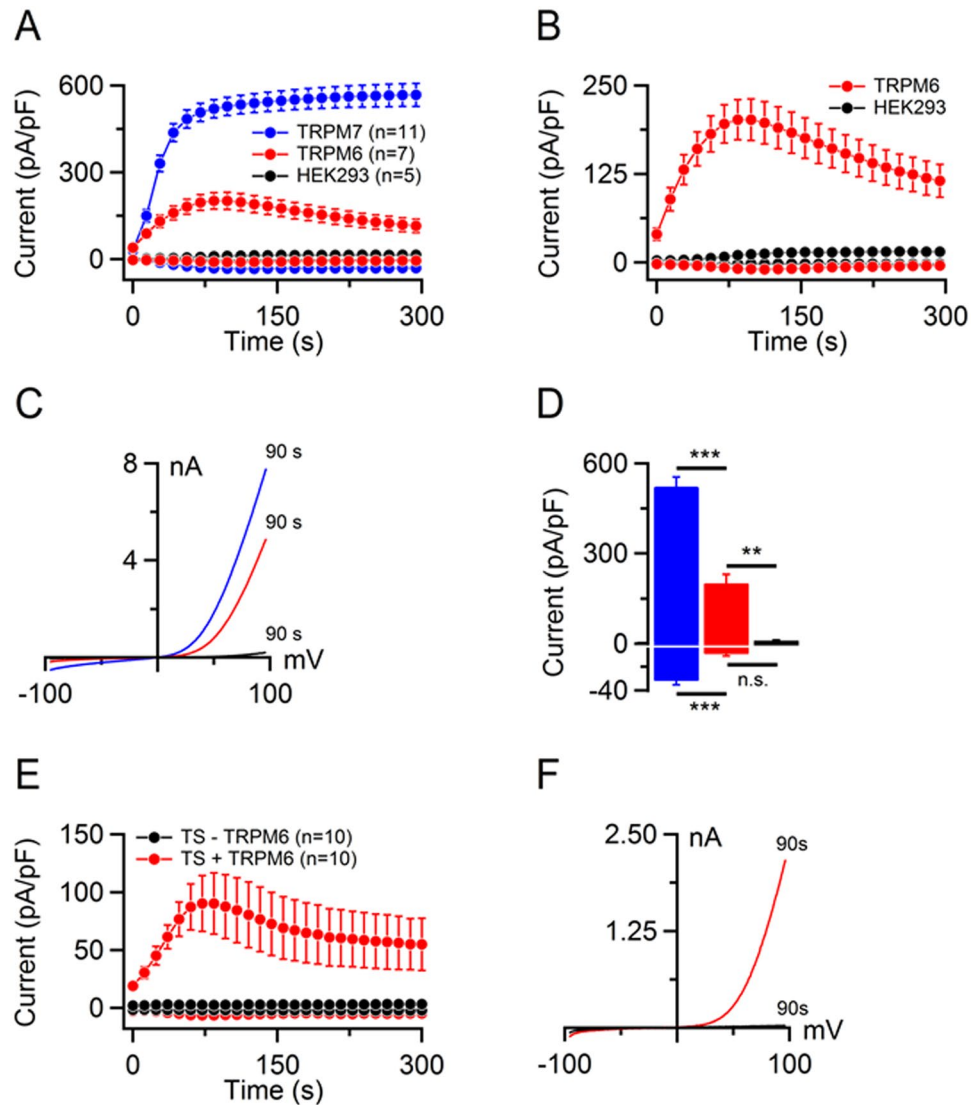 A
Current (pA/pF)
600
300
0
TRPM7 (n=11)
TRPM6 (n=7)
HEK293 (n=5)
0 150 300
Time (s)
B
Current (pA/pF)
250
125
0
TRPM6
HEK293
0 150 300
Time (s)
C
8
nA
90 s
90 s
4
90 s
mV
-100 100
D
Current (pA/pF)
600
300
0
-40
***
**
n.s.
***
E
Current (pA/pF)
150
100
50
0
TS - TRPM6 (n=10)
TS + TRPM6 (n=10)
0 150 300
Time (s)
F
2.50
nA
90s
1.25
90s
mV
-100 100